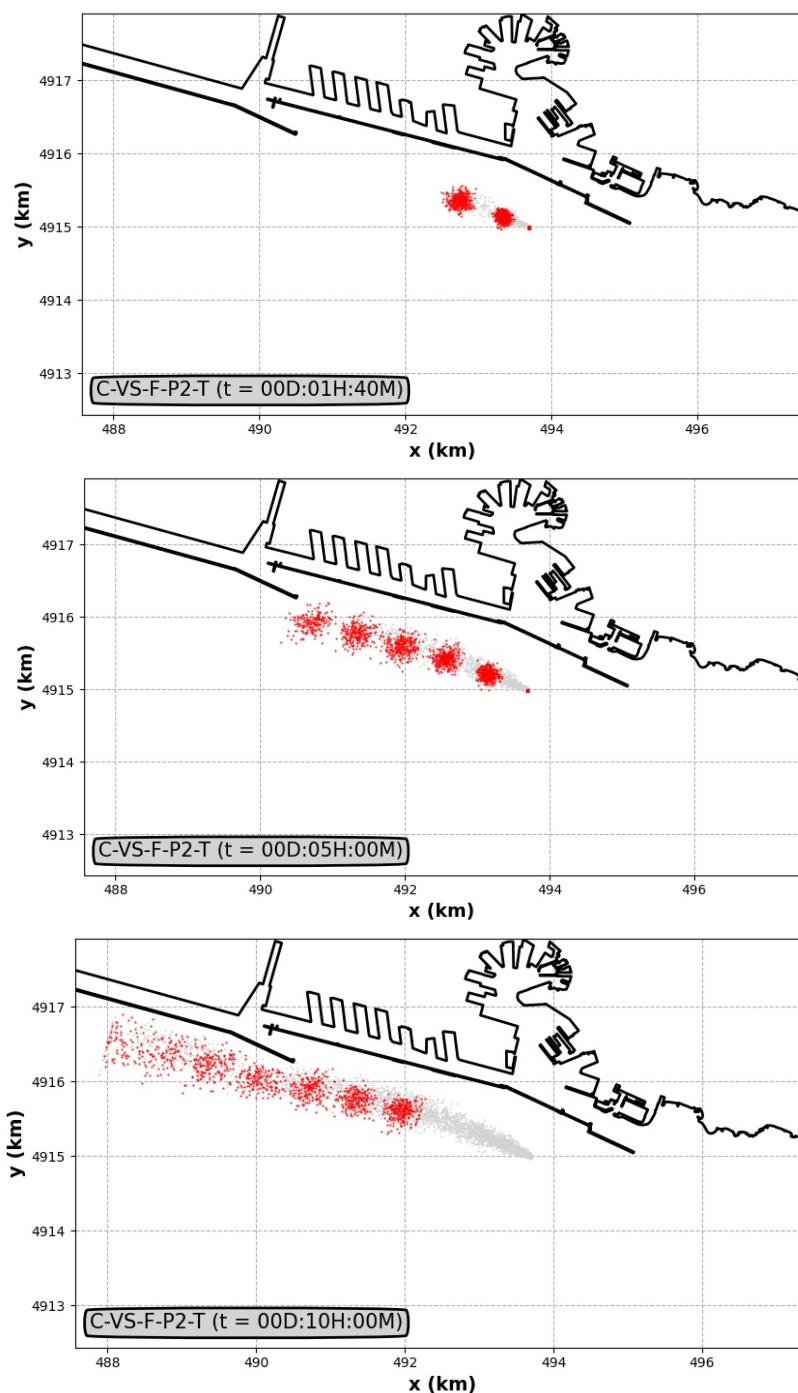 4917
4916
4915
4914
4913
y (km)
C-VS-F-P2-T (t = 00D:01H:40M)
488 490 492 494 496
x (km)
4917
4916
4915
4914
4913
y (km)
C-VS-F-P2-T (t = 00D:05H:00M)
488 490 492 494 496
x (km)
4917
4916
4915
4914
4913
y (km)
C-VS-F-P2-T (t = 00D:10H:00M)
488 490 492 494 496
x (km)